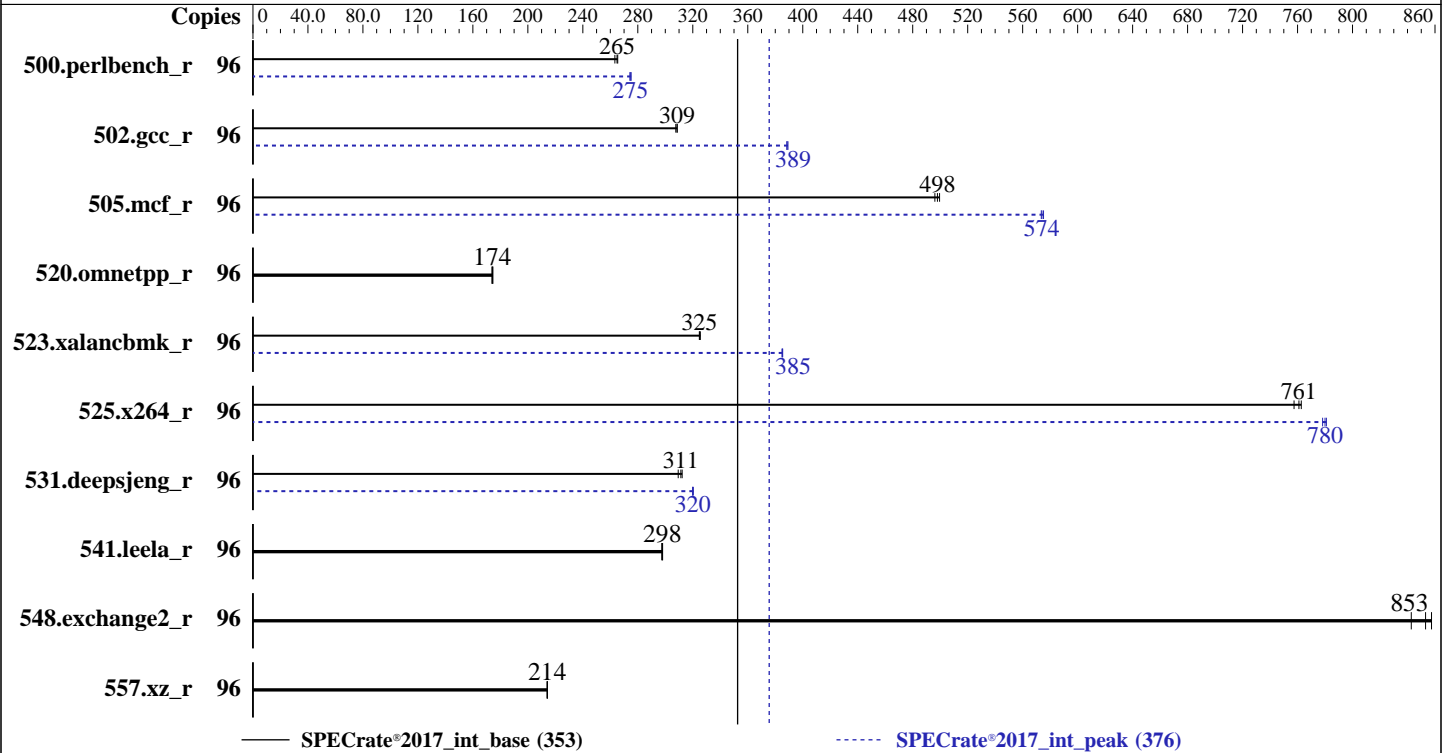 Copies 0 40.0 80.0 120 160 200 240 280 320 360 400 440 480 520 560 600 640 680 720 760 800 860
265
500.perlbench_r 96
275
309
502.gcc_r 96
389
498
505.mcf_r 96
574
174
520.omnetpp_r 96
325
523.xalancbmk_r 96
385
761
525.x264_r 96
780
311
531.deepsjeng_r 96
320
298
541.leela_r 96
853
548.exchange2_r 96
214
557.xz_r 96
SPECrate®2017_int_base (353) SPECrate®2017_int_peak (376)